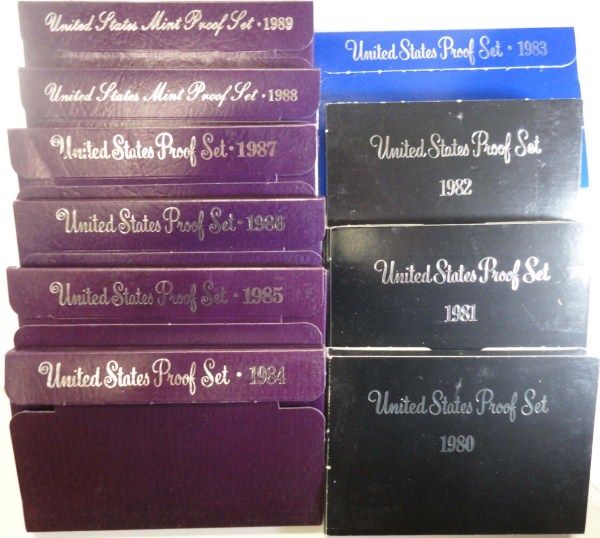 United States Mint Proof Set · 1989
United States Mint Proof Set · 1988
United States Proof Set · 1987
United States Proof Set · 1986
United States Proof Set · 1985
United States Proof Set · 1984
United States Proof Set · 1983
United States Proof Set
1982
United States Proof Set
1981
United States Proof Set
1980